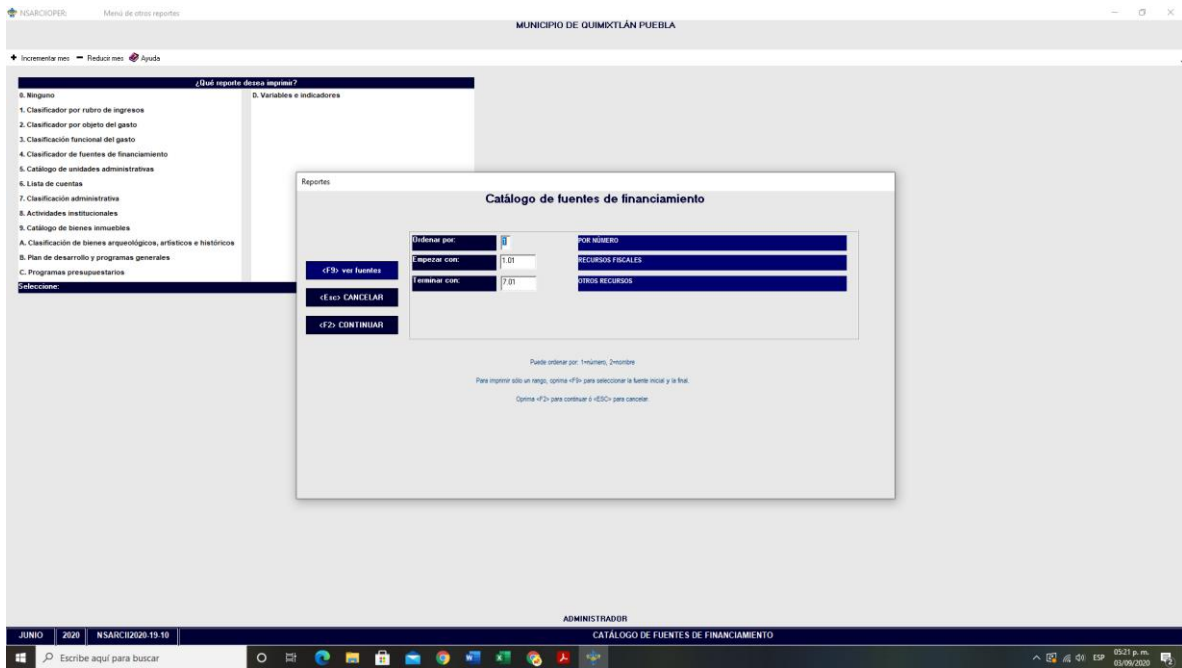 NSARCIIOPER: Menú de otros reportes
MUNICIPIO DE QUIMIXTLÁN PUEBLA
+ Incrementar mes − Reducir mes Ayuda
¿Qué reporte desea imprimir?
0. Ninguno
1. Clasificador por rubro de ingresos
2. Clasificador por objeto del gasto
3. Clasificación funcional del gasto
4. Clasificador de fuentes de financiamiento
5. Catálogo de unidades administrativas
6. Lista de cuentas
7. Clasificación administrativa
8. Actividades institucionales
9. Catálogo de bienes inmuebles
A. Clasificación de bienes arqueológicos, artísticos e históricos
B. Plan de desarrollo y programas generales
C. Programas presupuestarios
D. Variables e indicadores
Seleccione:
Reportes
Catálogo de fuentes de financiamiento
Ordenar por: 1 POR NÚMERO
Empezar con: 1.01 RECURSOS FISCALES
Terminar con: 7.01 OTROS RECURSOS
<F9> ver fuentes
<Esc> CANCELAR
<F2> CONTINUAR
Puede ordenar por: 1=número, 2=nombre
Para imprimir sólo un rango, oprima <F9> para seleccionar la fuente inicial y la final.
Oprima <F2> para continuar ó <ESC> para cancelar.
ADMINISTRADOR
JUNIO 2020 NSARCII2020-19-10 CATÁLOGO DE FUENTES DE FINANCIAMIENTO
Escribe aquí para buscar
ESP
05:21 p. m.
03/09/2020